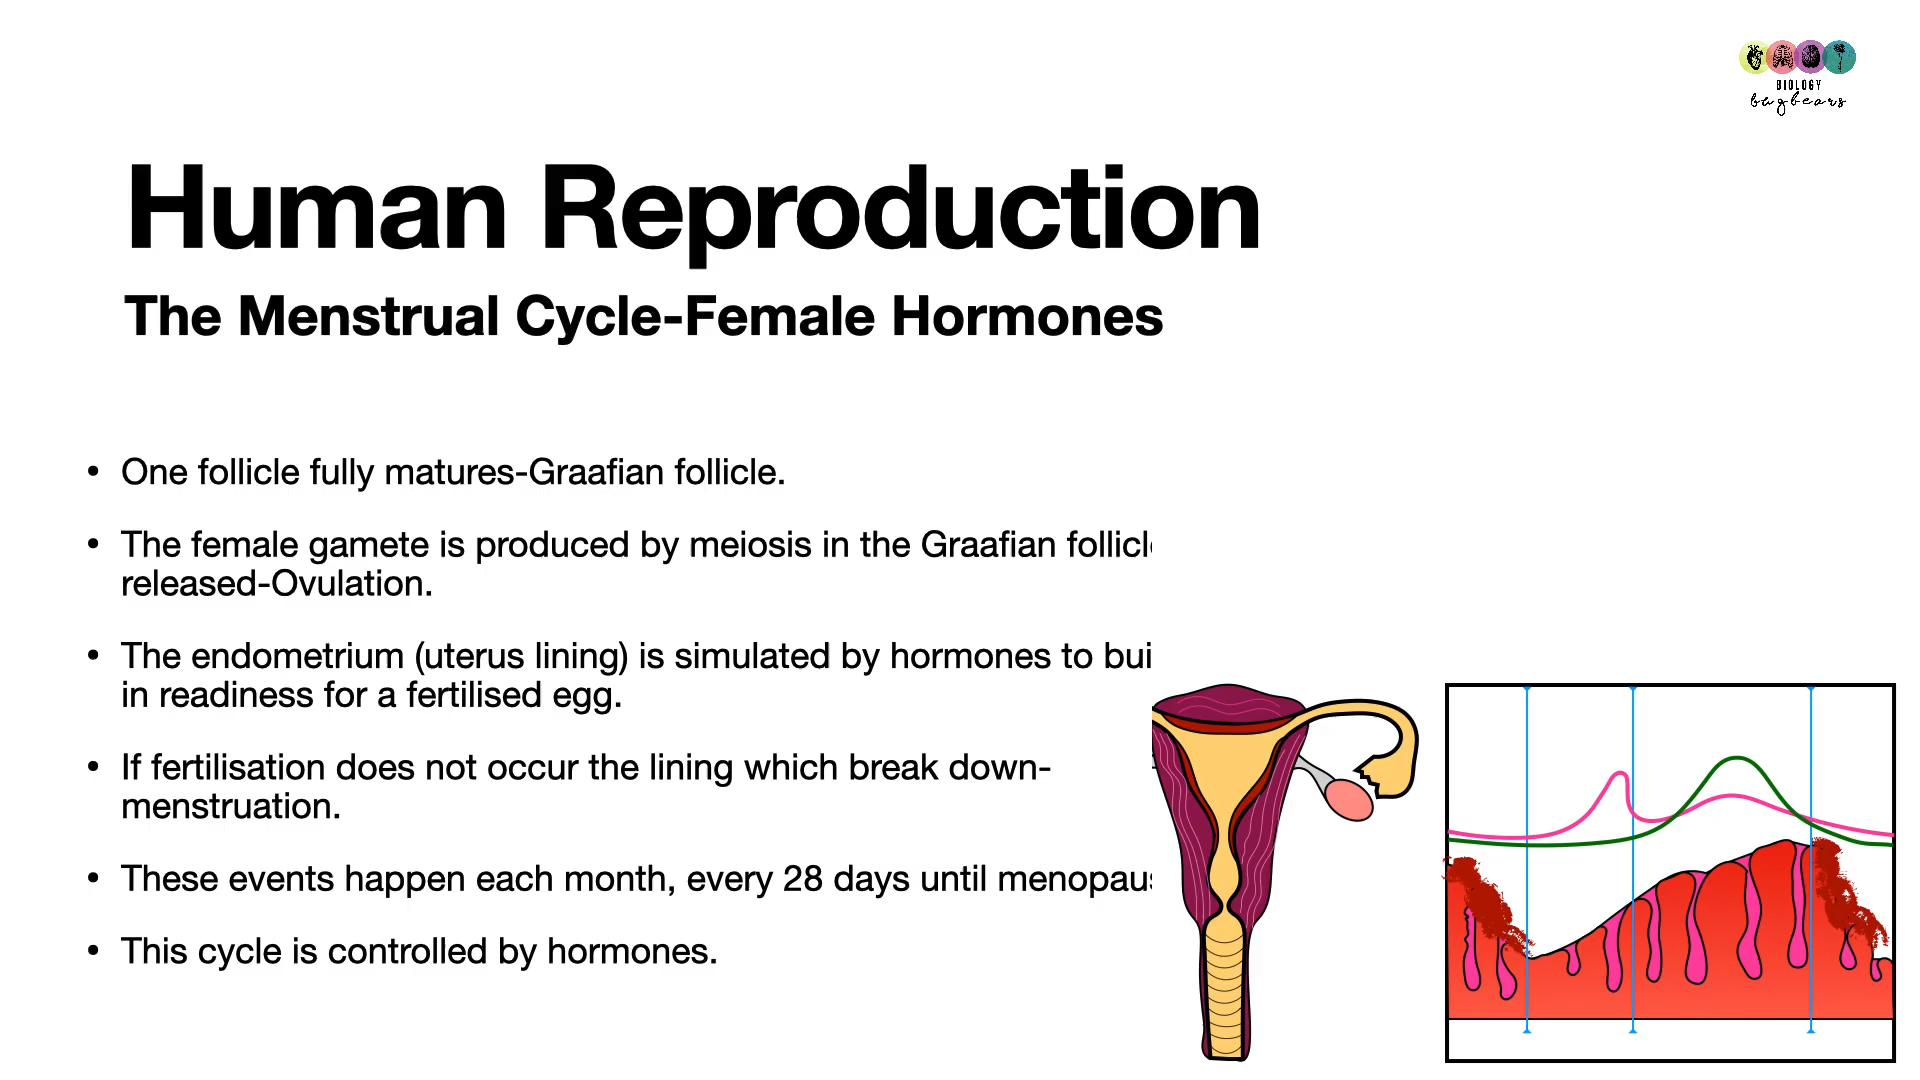 BIOLOGY
bugbears
Human Reproduction
The Menstrual Cycle-Female Hormones
• One follicle fully matures-Graafian follicle.
• The female gamete is produced by meiosis in the Graafian
released-Ovulation.
• The endometrium (uterus lining) is simulated by hormones to
in readiness for a fertilised egg.
• If fertilisation does not occur the lining which break down-
menstruation.
• These events happen each month, every 28 days until
• This cycle is controlled by hormones.